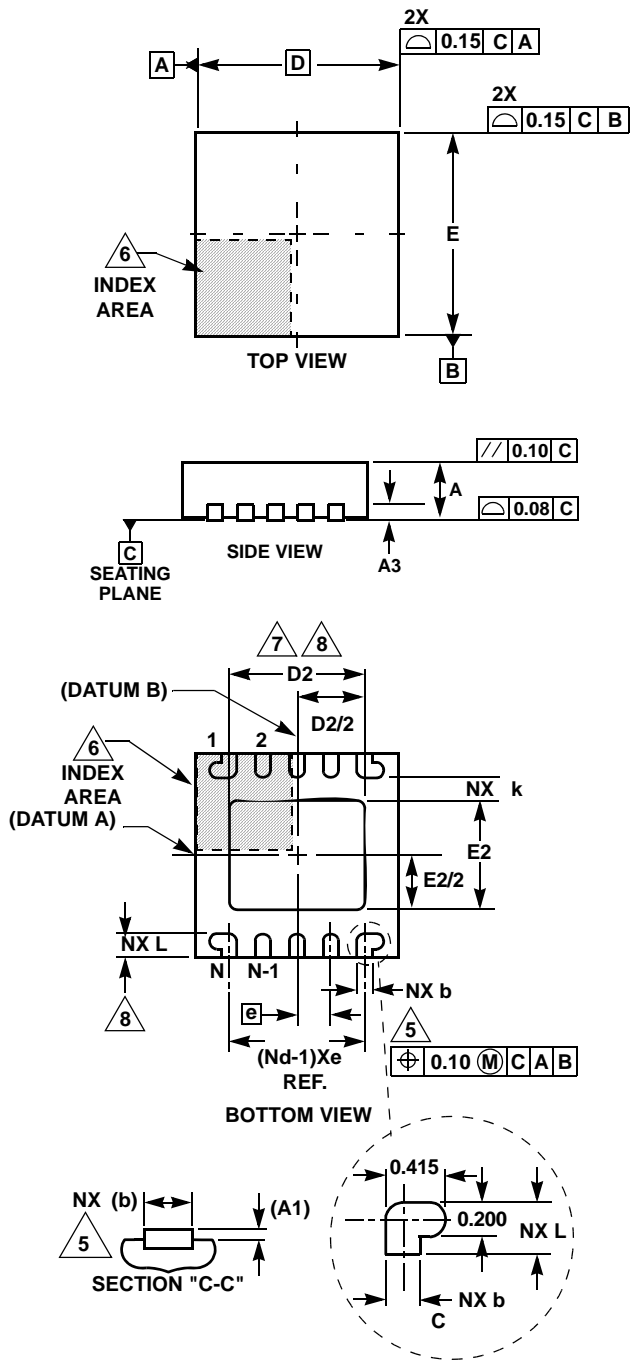 2X
⌓ 0.15 C A
A
D
2X
⌓ 0.15 C B
E
6
INDEX
AREA
TOP VIEW
B
// 0.10 C
A
⌓ 0.08 C
C
SEATING
PLANE
SIDE VIEW
A3
7 8
D2
(DATUM B)
D2/2
6
INDEX
AREA
1 2
(DATUM A)
NX k
E2
E2/2
NX L
N N-1
8
NX b
e
5
(Nd-1)Xe
REF.
⌖ 0.10 Ⓜ C A B
BOTTOM VIEW
NX (b)
(A1)
5
SECTION "C-C"
0.415
0.200
NX L
NX b
C